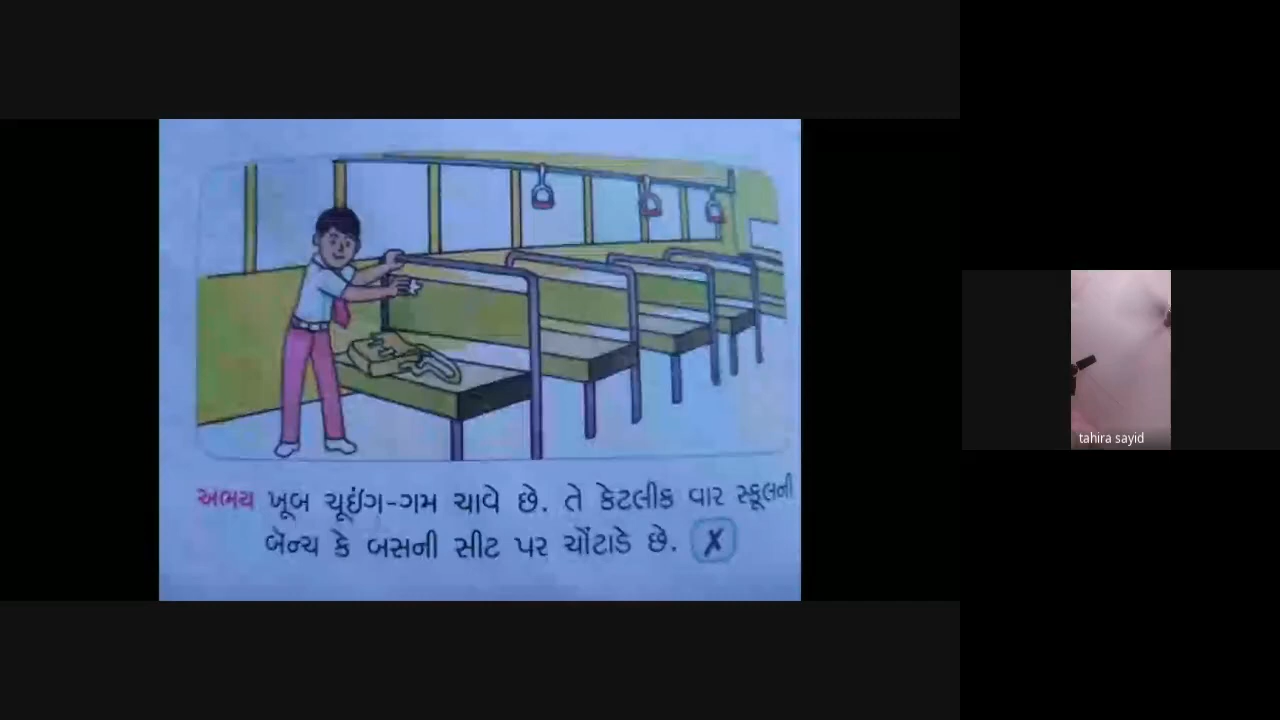 અભય ખૂબ ચૂઈંગ-ગમ ચાવે છે. તે કેટલીક વાર સ્કૂલની
બેન્ચ કે બસની સીટ પર ચોંટાડે છે. X
tahira sayid